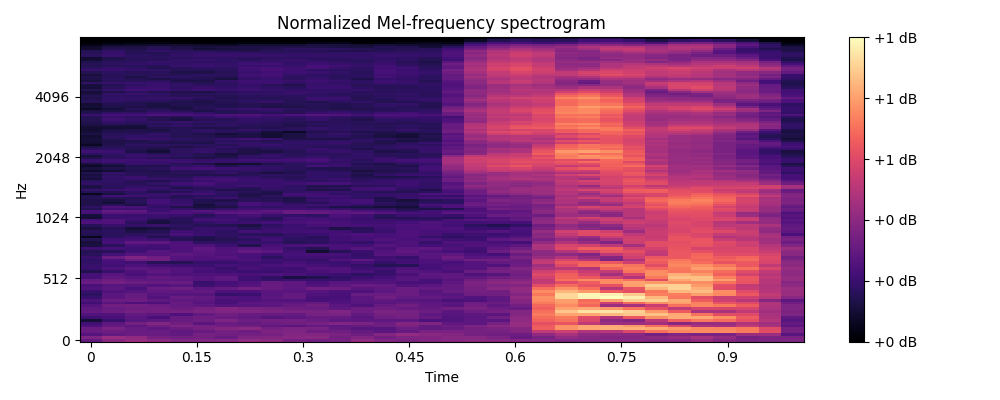 Normalized Mel-frequency spectrogram
Hz
4096
2048
1024
512
0
0
0.15
0.3
0.45
0.6
0.75
0.9
Time
+1 dB
+1 dB
+1 dB
+0 dB
+0 dB
+0 dB